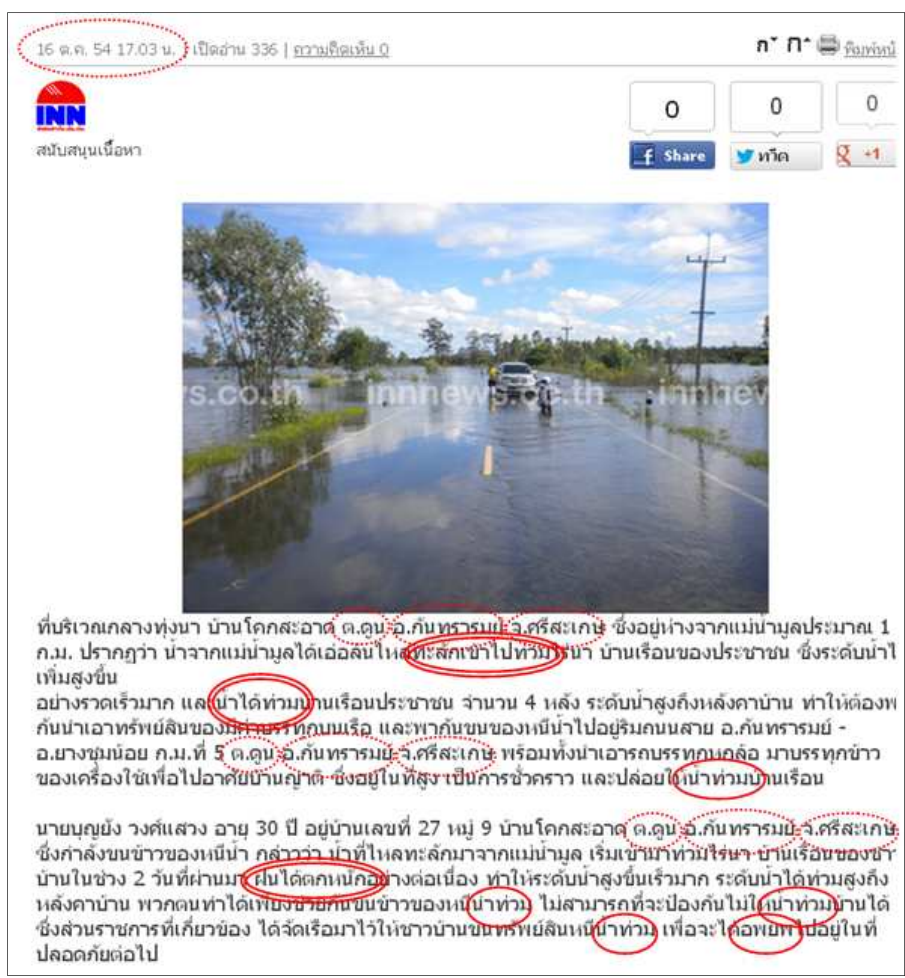 16 ต.ค. 54 17.03 น. | เปิดอ่าน 336 | ความคิดเห็น 0 ก ก พิมพ์หน้
INN
สนับสนุนเนื้อหา
0 0 0
f Share ทวีต +1
s.co.th innnews.co.th innnew
ที่บริเวณกลางทุ่งนา บ้านโคกสะอาด ต.ดูน อ.กันทรารมย์ จ.ศรีสะเกษ ซึ่งอยู่ห่างจากแม่น้ำมูลประมาณ 1
ก.ม. ปรากฏว่า น้ำจากแม่น้ำมูลได้เอ่อล้นไหลทะลักเข้าไปท่วมไร่นา บ้านเรือนของประชาชน ซึ่งระดับน้ำไ
เพิ่มสูงขึ้น
อย่างรวดเร็วมาก และน้ำได้ท่วมบ้านเรือนประชาชน จำนวน 4 หลัง ระดับน้ำสูงถึงหลังคาบ้าน ทำให้ต้องพ
กันนำเอาทรัพย์สินของมีค่าบรรทุกบนเรือ และพากันขนของหนีน้ำไปอยู่ริมถนนสาย อ.กันทรารมย์ -
อ.ยางชุมน้อย ก.ม.ที่ 5 ต.ดูน อ.กันทรารมย์ จ.ศรีสะเกษ พร้อมทั้งนำเอารถบรรทุกหกล้อ มาบรรทุกข้าว
ของเครื่องใช้เพื่อไปอาศัยบ้านญาติ ซึ่งอยู่ในที่สูง เป็นการชั่วคราว และปล่อยให้น้ำท่วมบ้านเรือน
นายบุญยัง วงศ์แสวง อายุ 30 ปี อยู่บ้านเลขที่ 27 หมู่ 9 บ้านโคกสะอาด ต.ดูน อ.กันทรารมย์ จ.ศรีสะเกษ
ซึ่งกำลังขนข้าวของหนีน้ำ กล่าวว่า น้ำที่ไหลทะลักมาจากแม่น้ำมูล เริ่มเข้ามาท่วมไร่นา บ้านเรือนของชา
บ้านในช่วง 2 วันที่ผ่านมา ฝนได้ตกหนักอย่างต่อเนื่อง ทำให้ระดับน้ำสูงขึ้นเร็วมาก ระดับน้ำได้ท่วมสูงถึง
หลังคาบ้าน พวกตนทำได้เพียงช่วยกันขนข้าวของหนีน้ำท่วม ไม่สามารถที่จะป้องกันไม่ให้น้ำท่วมบ้านได้
ซึ่งส่วนราชการที่เกี่ยวข้อง ได้จัดเรือมาไว้ให้ชาวบ้านขนทรัพย์สินหนีน้ำท่วม เพื่อจะได้อพยพไปอยู่ในที่
ปลอดภัยต่อไป